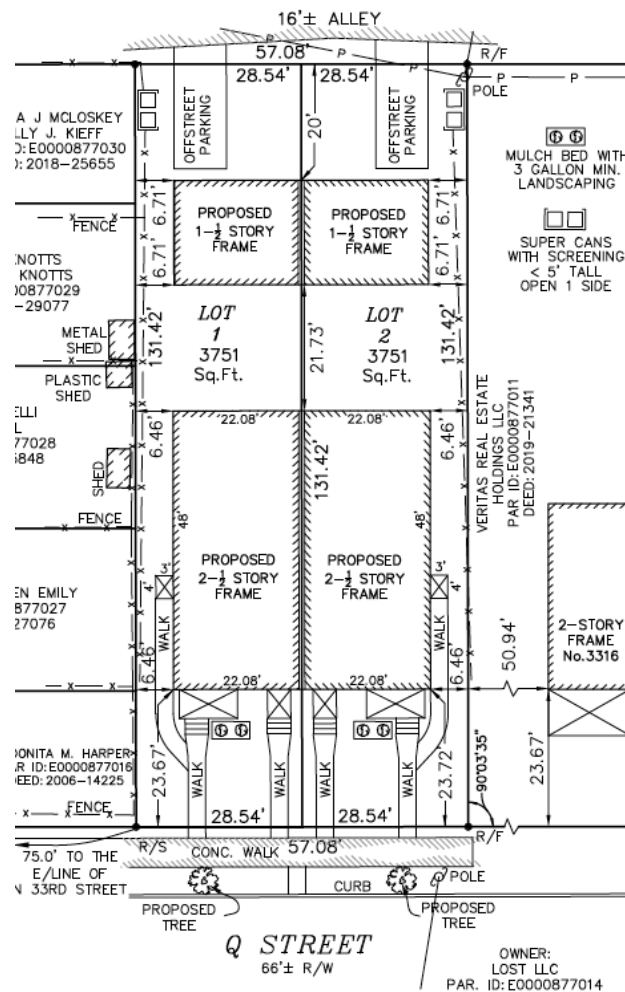 16'± ALLEY
57.08'
R/F
28.54'
28.54'
POLE
P
P
P
P
OFFSTREET
PARKING
OFFSTREET
PARKING
20'
A J MCLOSKEY
LLY J. KIEFF
D: E0000877030
D: 2018-25655
MULCH BED WITH
3 GALLON MIN.
LANDSCAPING
6.71'
PROPOSED
1-½ STORY
FRAME
PROPOSED
1-½ STORY
FRAME
6.71'
FENCE
SUPER CANS
WITH SCREENING
< 5' TALL
OPEN 1 SIDE
6.71'
6.71'
KNOTTS
KNOTTS
00877029
-29077
METAL
SHED
PLASTIC
SHED
131.42'
LOT
1
3751
Sq.Ft.
21.73'
LOT
2
3751
Sq.Ft.
131.42'
ELLI
L
77028
6848
SHED
FENCE
6.46'
22.08'
131.42'
22.08'
6.46'
VERITAS REAL ESTATE
HOLDINGS LLC
PAR ID: E0000877011
DEED: 2019-21341
48'
48'
PROPOSED
2-½ STORY
FRAME
PROPOSED
2-½ STORY
FRAME
3'
4'
3'
4'
WALK
WALK
EN EMILY
877027
27076
2-STORY
FRAME
No.3316
6.46'
22.08'
22.08'
6.46'
50.94'
DONITA M. HARPER
AR ID: E0000877016
DEED: 2006-14225
FENCE
23.67'
WALK
WALK
WALK
WALK
23.72'
90°03'35"
23.67'
28.54'
28.54'
R/S
CONC. WALK
57.08'
R/F
75.0' TO THE
E/LINE OF
N 33RD STREET
POLE
CURB
PROPOSED
TREE
PROPOSED
TREE
Q STREET
66'± R/W
OWNER:
LOST LLC
PAR. ID: E0000877014